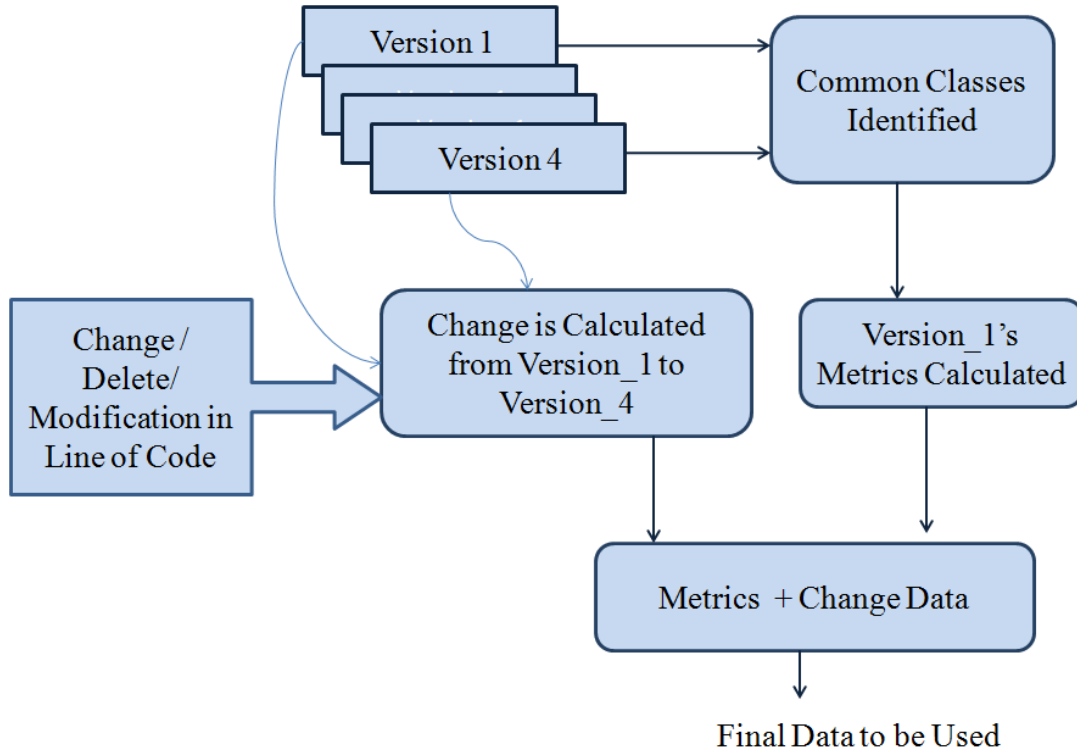 Version 1
Version 4
Common Classes
Identified
Change /
Delete/
Modification in
Line of Code
Change is Calculated
from Version_1 to
Version_4
Version_1’s
Metrics Calculated
Metrics + Change Data
Final Data to be Used